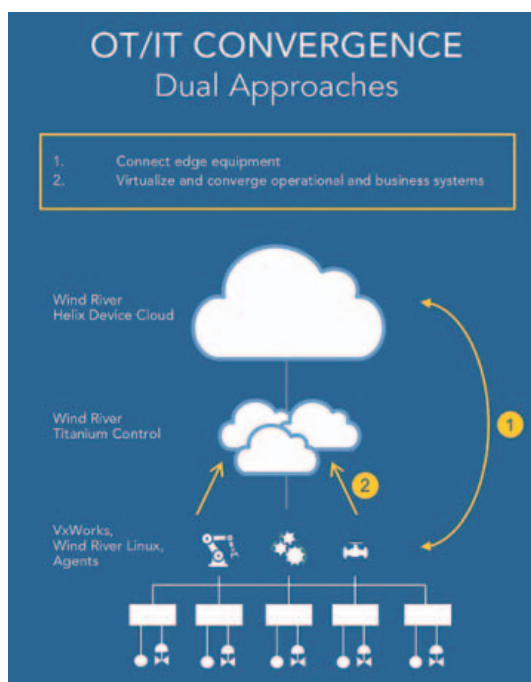 OT/IT CONVERGENCE
Dual Approaches
1. Connect edge equipment
2. Virtualize and converge operational and business systems
Wind River
Helix Device Cloud
Wind River
Titanium Control
1
2
VxWorks,
Wind River Linux,
Agents